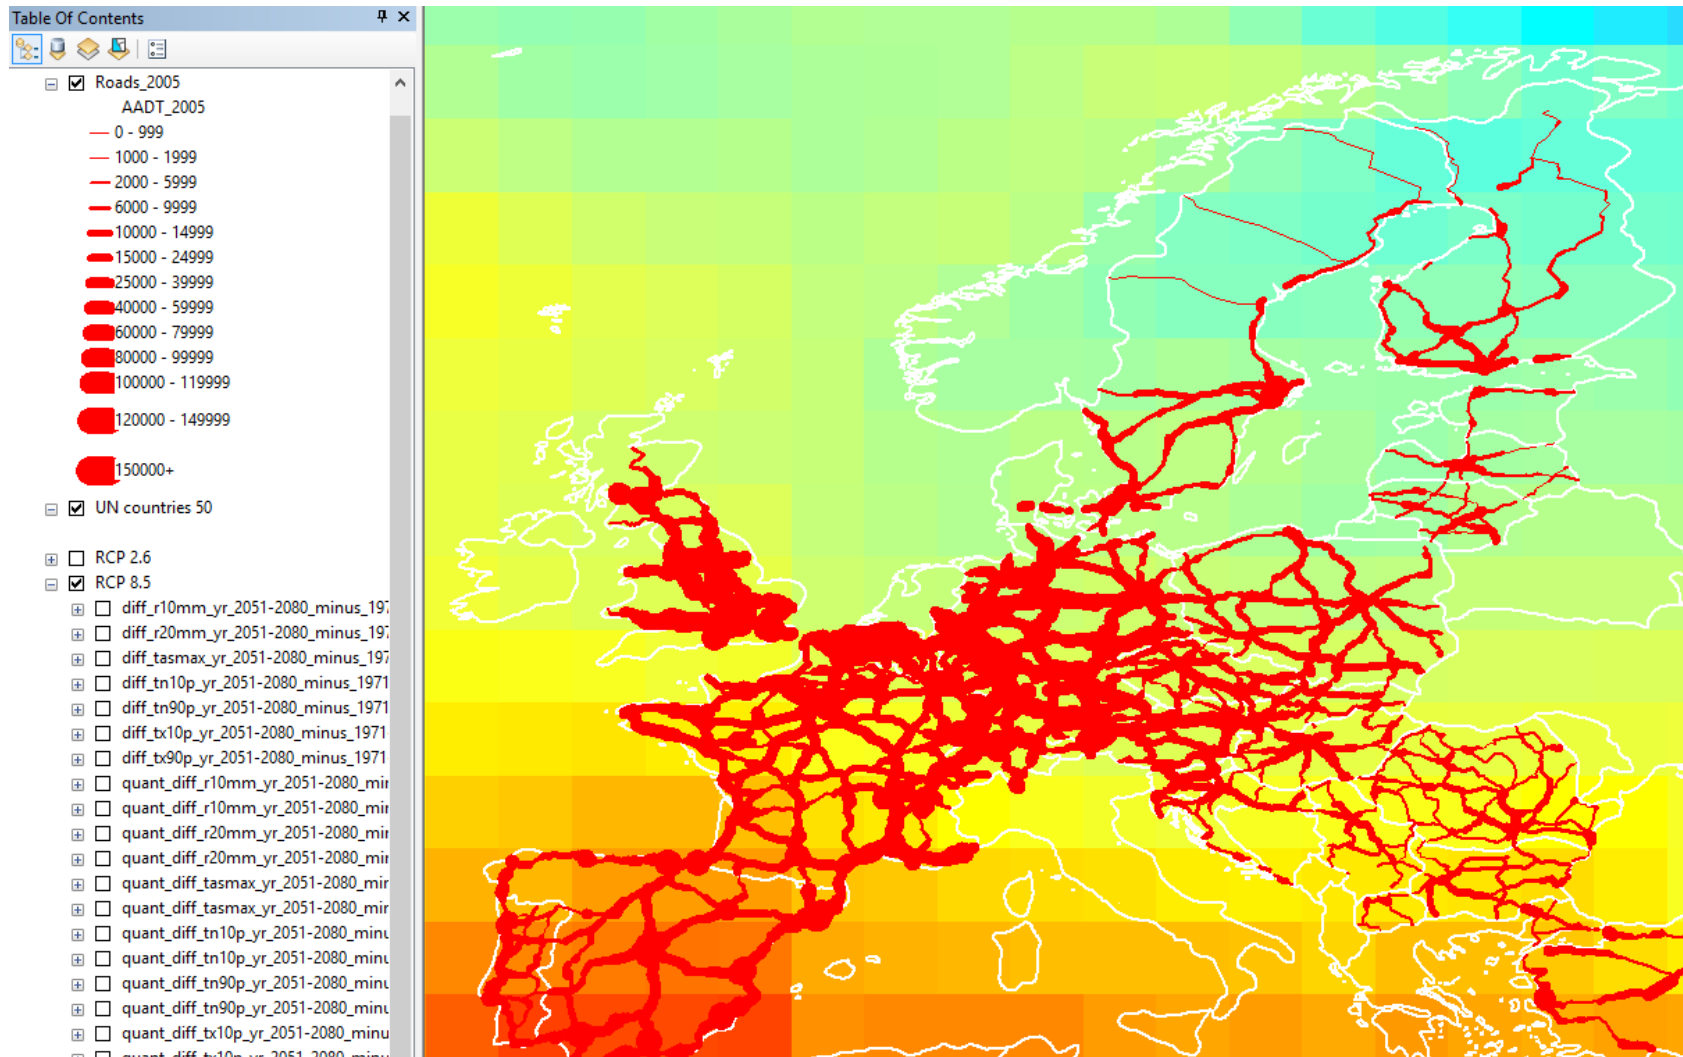 Table Of Contents
Roads_2005
AADT_2005
0 - 999
1000 - 1999
2000 - 5999
6000 - 9999
10000 - 14999
15000 - 24999
25000 - 39999
40000 - 59999
60000 - 79999
80000 - 99999
100000 - 119999
120000 - 149999
150000+
UN countries 50
RCP 2.6
RCP 8.5
diff_r10mm_yr_2051-2080_minus_197
diff_r20mm_yr_2051-2080_minus_197
diff_tasmax_yr_2051-2080_minus_197
diff_tn10p_yr_2051-2080_minus_1971
diff_tn90p_yr_2051-2080_minus_1971
diff_tx10p_yr_2051-2080_minus_1971
diff_tx90p_yr_2051-2080_minus_1971
quant_diff_r10mm_yr_2051-2080_mir
quant_diff_r10mm_yr_2051-2080_mir
quant_diff_r20mm_yr_2051-2080_mir
quant_diff_r20mm_yr_2051-2080_mir
quant_diff_tasmax_yr_2051-2080_mir
quant_diff_tasmax_yr_2051-2080_mir
quant_diff_tn10p_yr_2051-2080_minu
quant_diff_tn10p_yr_2051-2080_minu
quant_diff_tn90p_yr_2051-2080_minu
quant_diff_tn90p_yr_2051-2080_minu
quant_diff_tx10p_yr_2051-2080_minu
quant_diff_tx10p_yr_2051-2080_minu